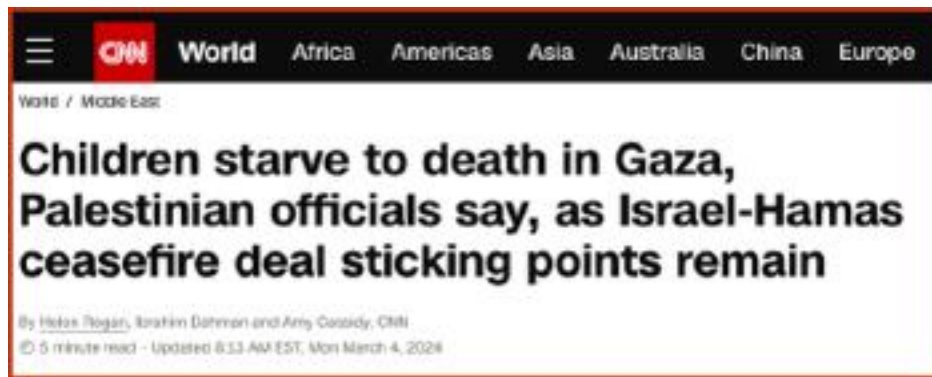 CNN World Africa Americas Asia Australia China Europe
World / Middle East
Children starve to death in Gaza,
Palestinian officials say, as Israel-Hamas
ceasefire deal sticking points remain
By Helen Regan, Ibrahim Dahman and Amy Cassidy, CNN
5 minute read · Updated 8:13 AM EST, Mon March 4, 2024